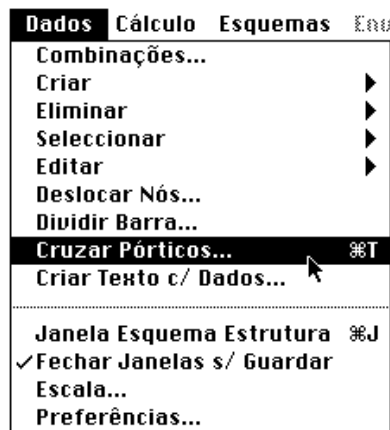 Dados Cálculo Esquemas
Combinações...
Criar
Eliminar
Seleccionar
Editar
Deslocar Nós...
Dividir Barra...
Cruzar Pórticos... ⌘T
Criar Texto c/ Dados...
Janela Esquema Estrutura ⌘J
✓Fechar Janelas s/ Guardar
Escala...
Preferências...